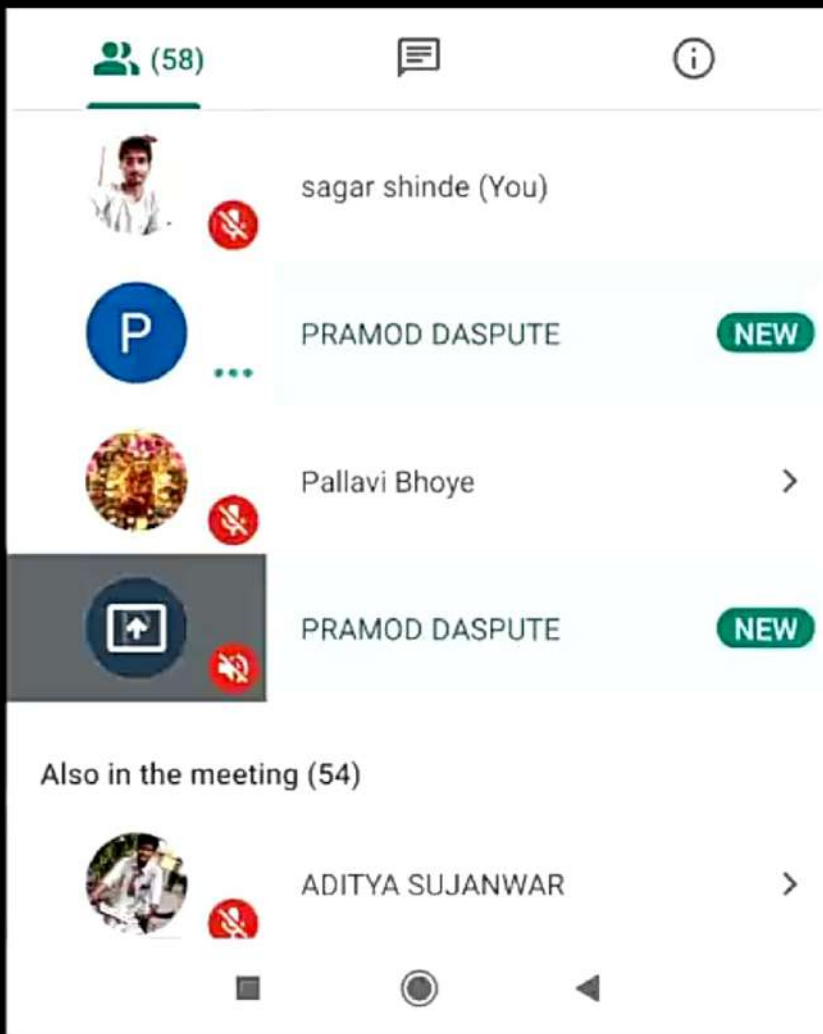 (58)
sagar shinde (You)
P
PRAMOD DASPUTE
NEW
Pallavi Bhoye
PRAMOD DASPUTE
NEW
Also in the meeting (54)
ADITYA SUJANWAR